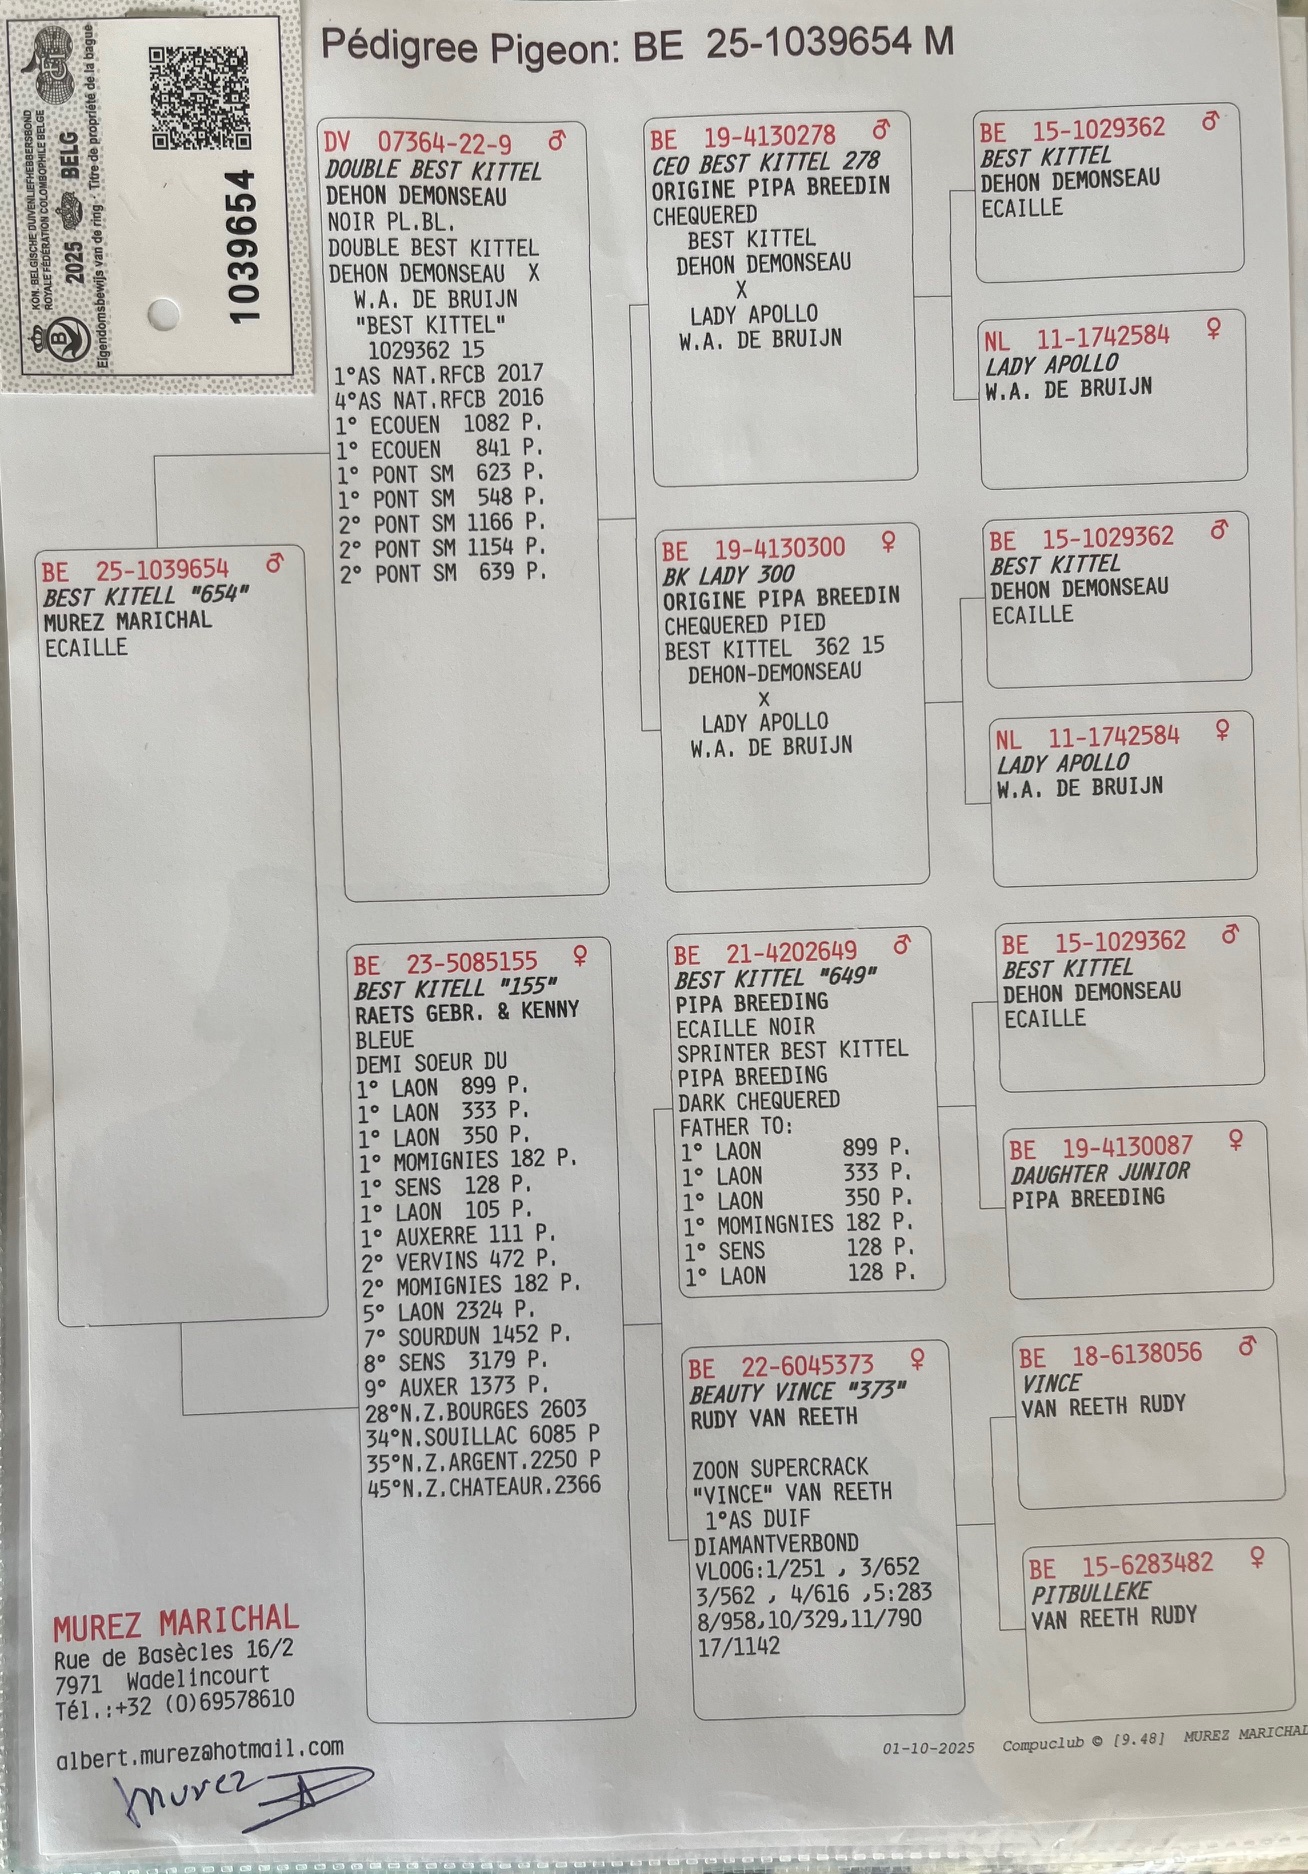 KON. BELGISCHE DUIVENLIEFHEBBERSBOND
ROYALE FÉDÉRATION COLOMBOPHILE BELGE
2025 BELG
Eigendomsbewijs van de ring · Titre de propriété de la bague
1039654
Pédigree Pigeon: BE 25-1039654 M
BE 25-1039654 ♂
BEST KITELL "654"
MUREZ MARICHAL
ECAILLE
DV 07364-22-9 ♂
DOUBLE BEST KITTEL
DEHON DEMONSEAU
NOIR PL.BL.
DOUBLE BEST KITTEL
DEHON DEMONSEAU X
W.A. DE BRUIJN
"BEST KITTEL"
1029362 15
1°AS NAT.RFCB 2017
4°AS NAT.RFCB 2016
1° ECOUEN 1082 P.
1° ECOUEN 841 P.
1° PONT SM 623 P.
1° PONT SM 548 P.
2° PONT SM 1166 P.
2° PONT SM 1154 P.
2° PONT SM 639 P.
BE 23-5085155 ♀
BEST KITELL "155"
RAETS GEBR. & KENNY
BLEUE
DEMI SOEUR DU
1° LAON 899 P.
1° LAON 333 P.
1° LAON 350 P.
1° MOMIGNIES 182 P.
1° SENS 128 P.
1° LAON 105 P.
1° AUXERRE 111 P.
2° VERVINS 472 P.
2° MOMIGNIES 182 P.
5° LAON 2324 P.
7° SOURDUN 1452 P.
8° SENS 3179 P.
9° AUXER 1373 P.
28°N.Z.BOURGES 2603
34°N.SOUILLAC 6085 P
35°N.Z.ARGENT.2250 P
45°N.Z.CHATEAUR.2366
BE 19-4130278 ♂
CEO BEST KITTEL 278
ORIGINE PIPA BREEDIN
CHEQUERED
BEST KITTEL
DEHON DEMONSEAU
X
LADY APOLLO
W.A. DE BRUIJN
BE 19-4130300 ♀
BK LADY 300
ORIGINE PIPA BREEDIN
CHEQUERED PIED
BEST KITTEL 362 15
DEHON-DEMONSEAU
X
LADY APOLLO
W.A. DE BRUIJN
BE 21-4202649 ♂
BEST KITTEL "649"
PIPA BREEDING
ECAILLE NOIR
SPRINTER BEST KITTEL
PIPA BREEDING
DARK CHEQUERED
FATHER TO:
1° LAON 899 P.
1° LAON 333 P.
1° LAON 350 P.
1° MOMINGNIES 182 P.
1° SENS 128 P.
1° LAON 128 P.
BE 22-6045373 ♀
BEAUTY VINCE "373"
RUDY VAN REETH
ZOON SUPERCRACK
"VINCE" VAN REETH
1°AS DUIF
DIAMANTVERBOND
VLOOG:1/251 , 3/652
3/562 , 4/616 ,5:283
8/958,10/329,11/790
17/1142
BE 15-1029362 ♂
BEST KITTEL
DEHON DEMONSEAU
ECAILLE
NL 11-1742584 ♀
LADY APOLLO
W.A. DE BRUIJN
BE 15-1029362 ♂
BEST KITTEL
DEHON DEMONSEAU
ECAILLE
NL 11-1742584 ♀
LADY APOLLO
W.A. DE BRUIJN
BE 15-1029362 ♂
BEST KITTEL
DEHON DEMONSEAU
ECAILLE
BE 19-4130087 ♀
DAUGHTER JUNIOR
PIPA BREEDING
BE 18-6138056 ♂
VINCE
VAN REETH RUDY
BE 15-6283482 ♀
PITBULLEKE
VAN REETH RUDY
MUREZ MARICHAL
Rue de Basècles 16/2
7971 Wadelincourt
Tél.:+32 (0)69578610
albert.murez@hotmail.com
Murez
01-10-2025 Compuclub © [9.48] MUREZ MARICHAL